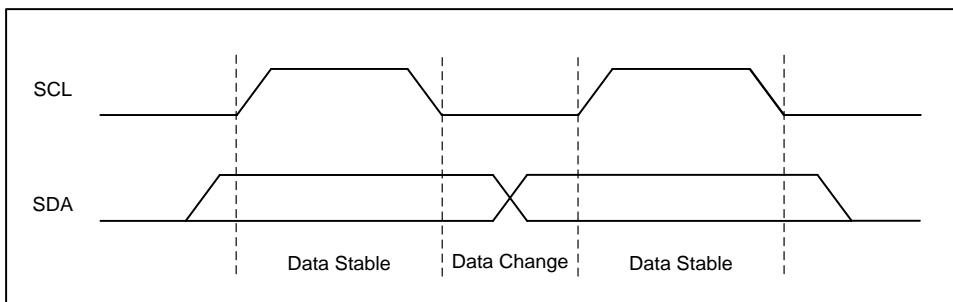 SCL
SDA
Data Stable
Data Change
Data Stable